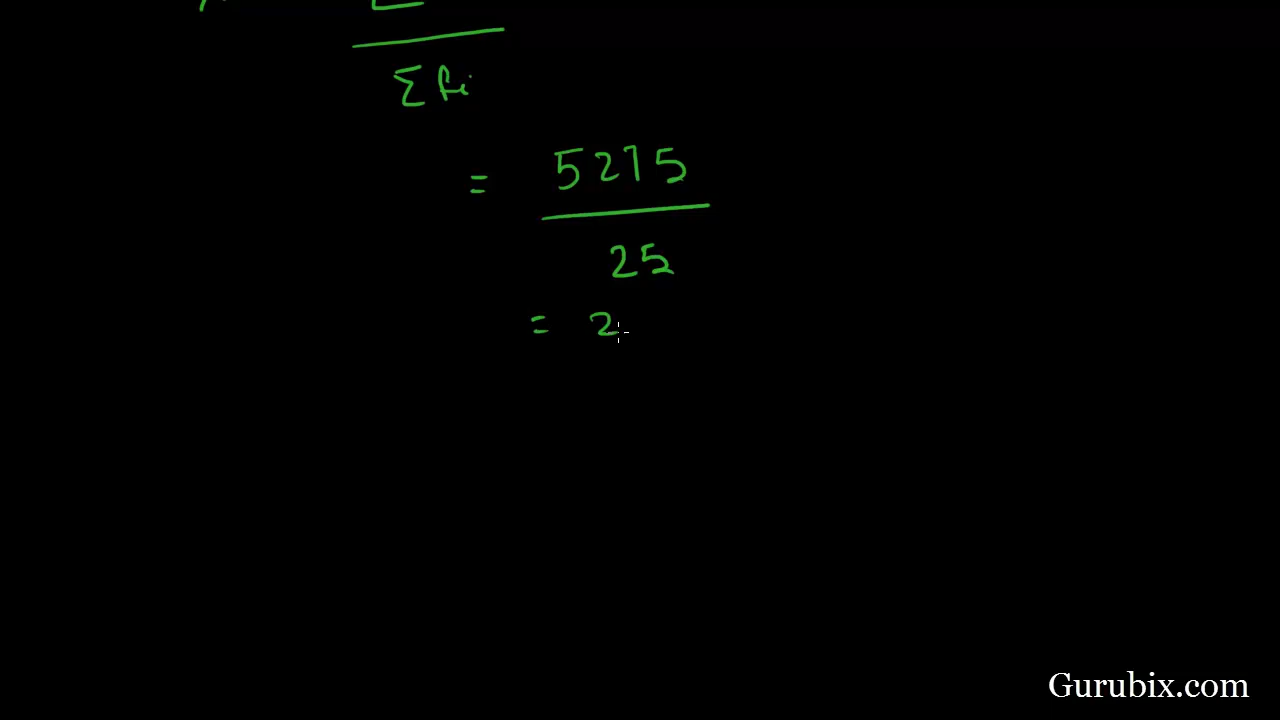 Σfi
= 5275
25
= 2
Gurubix.com